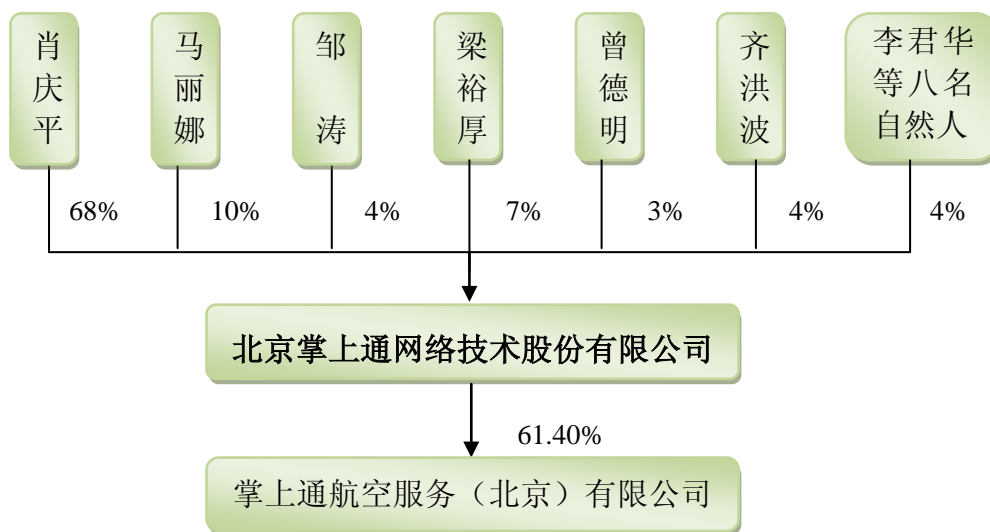 肖庆平
马丽娜
邹涛
梁裕厚
曾德明
齐洪波
李君华
等八名
自然人
68%
10%
4%
7%
3%
4%
4%
北京掌上通网络技术股份有限公司
61.40%
掌上通航空服务（北京）有限公司